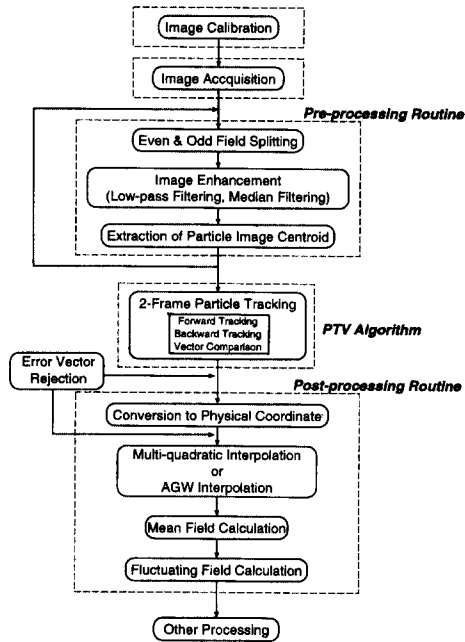 Image Calibration
Image Accquisition
Pre-processing Routine
Even & Odd Field Splitting
Image Enhancement
(Low-pass Filtering, Median Filtering)
Extraction of Particle Image Centroid
2-Frame Particle Tracking
Forward Tracking
Backward Tracking
Vector Comparison
PTV Algorithm
Error Vector
Rejection
Post-processing Routine
Conversion to Physical Coordinate
Multi-quadratic Interpolation
or
AGW Interpolation
Mean Field Calculation
Fluctuating Field Calculation
Other Processing